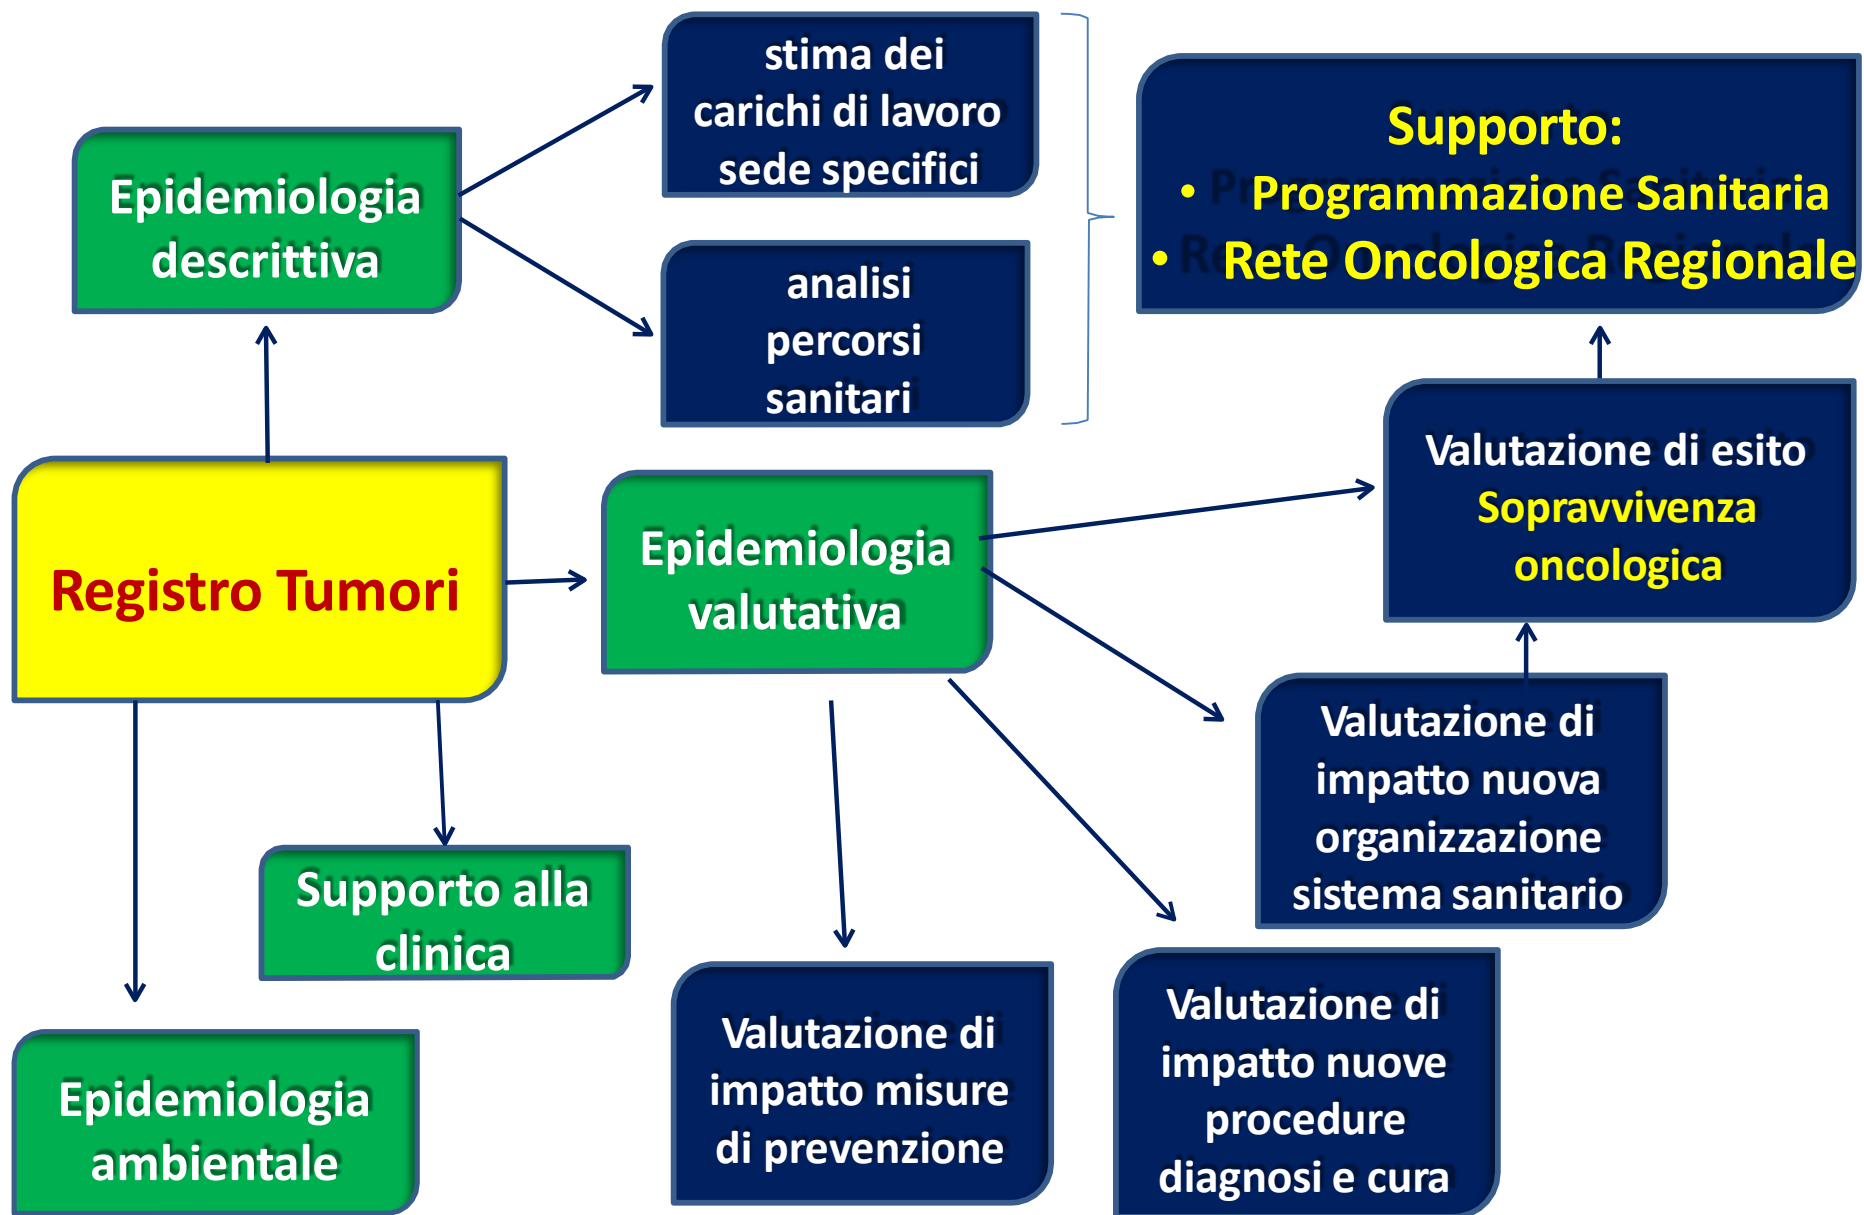 stima dei
carichi di lavoro
sede specifici
Supporto:
• Programmazione Sanitaria
• Rete Oncologica Regionale
Epidemiologia
descrittiva
analisi
percorsi
sanitari
Registro Tumori
Epidemiologia
valutativa
Valutazione di esito
Sopravvivenza
oncologica
Valutazione di
impatto nuova
organizzazione
sistema sanitario
Supporto alla
clinica
Epidemiologia
ambientale
Valutazione di
impatto misure
di prevenzione
Valutazione di
impatto nuove
procedure
diagnosi e cura